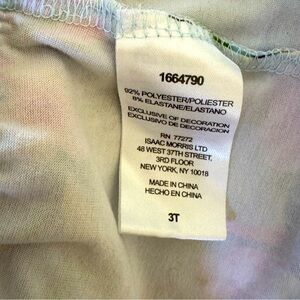 1664790
92% POLYESTER/POLIESTER
8% ELASTANE/ELASTANO
EXCLUSIVE OF DECORATION
EXCLUSIVO DE DECORACION
RN 77272
ISAAC MORRIS LTD
48 WEST 37TH STREET,
3RD FLOOR
NEW YORK, NY 10018
MADE IN CHINA
HECHO EN CHINA
3T